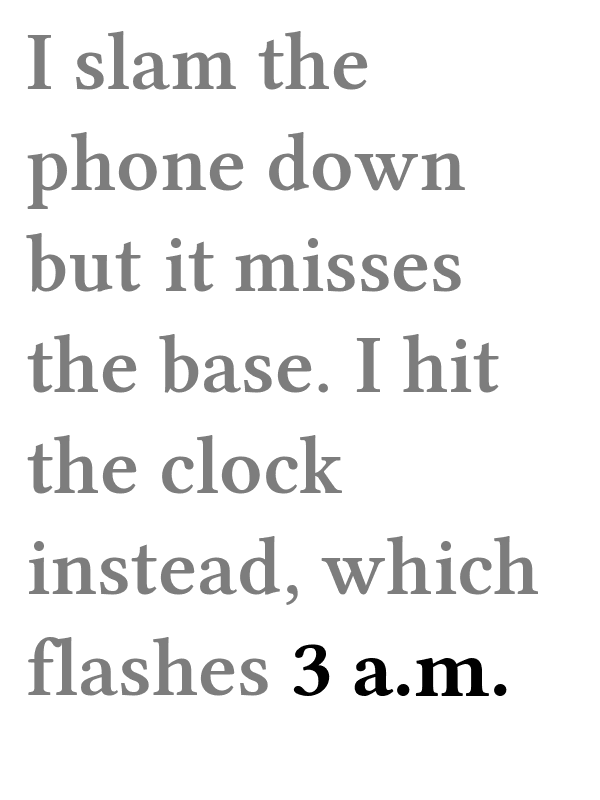 I slam the
phone down
but it misses
the base. I hit
the clock
instead, which
flashes 3 a.m.